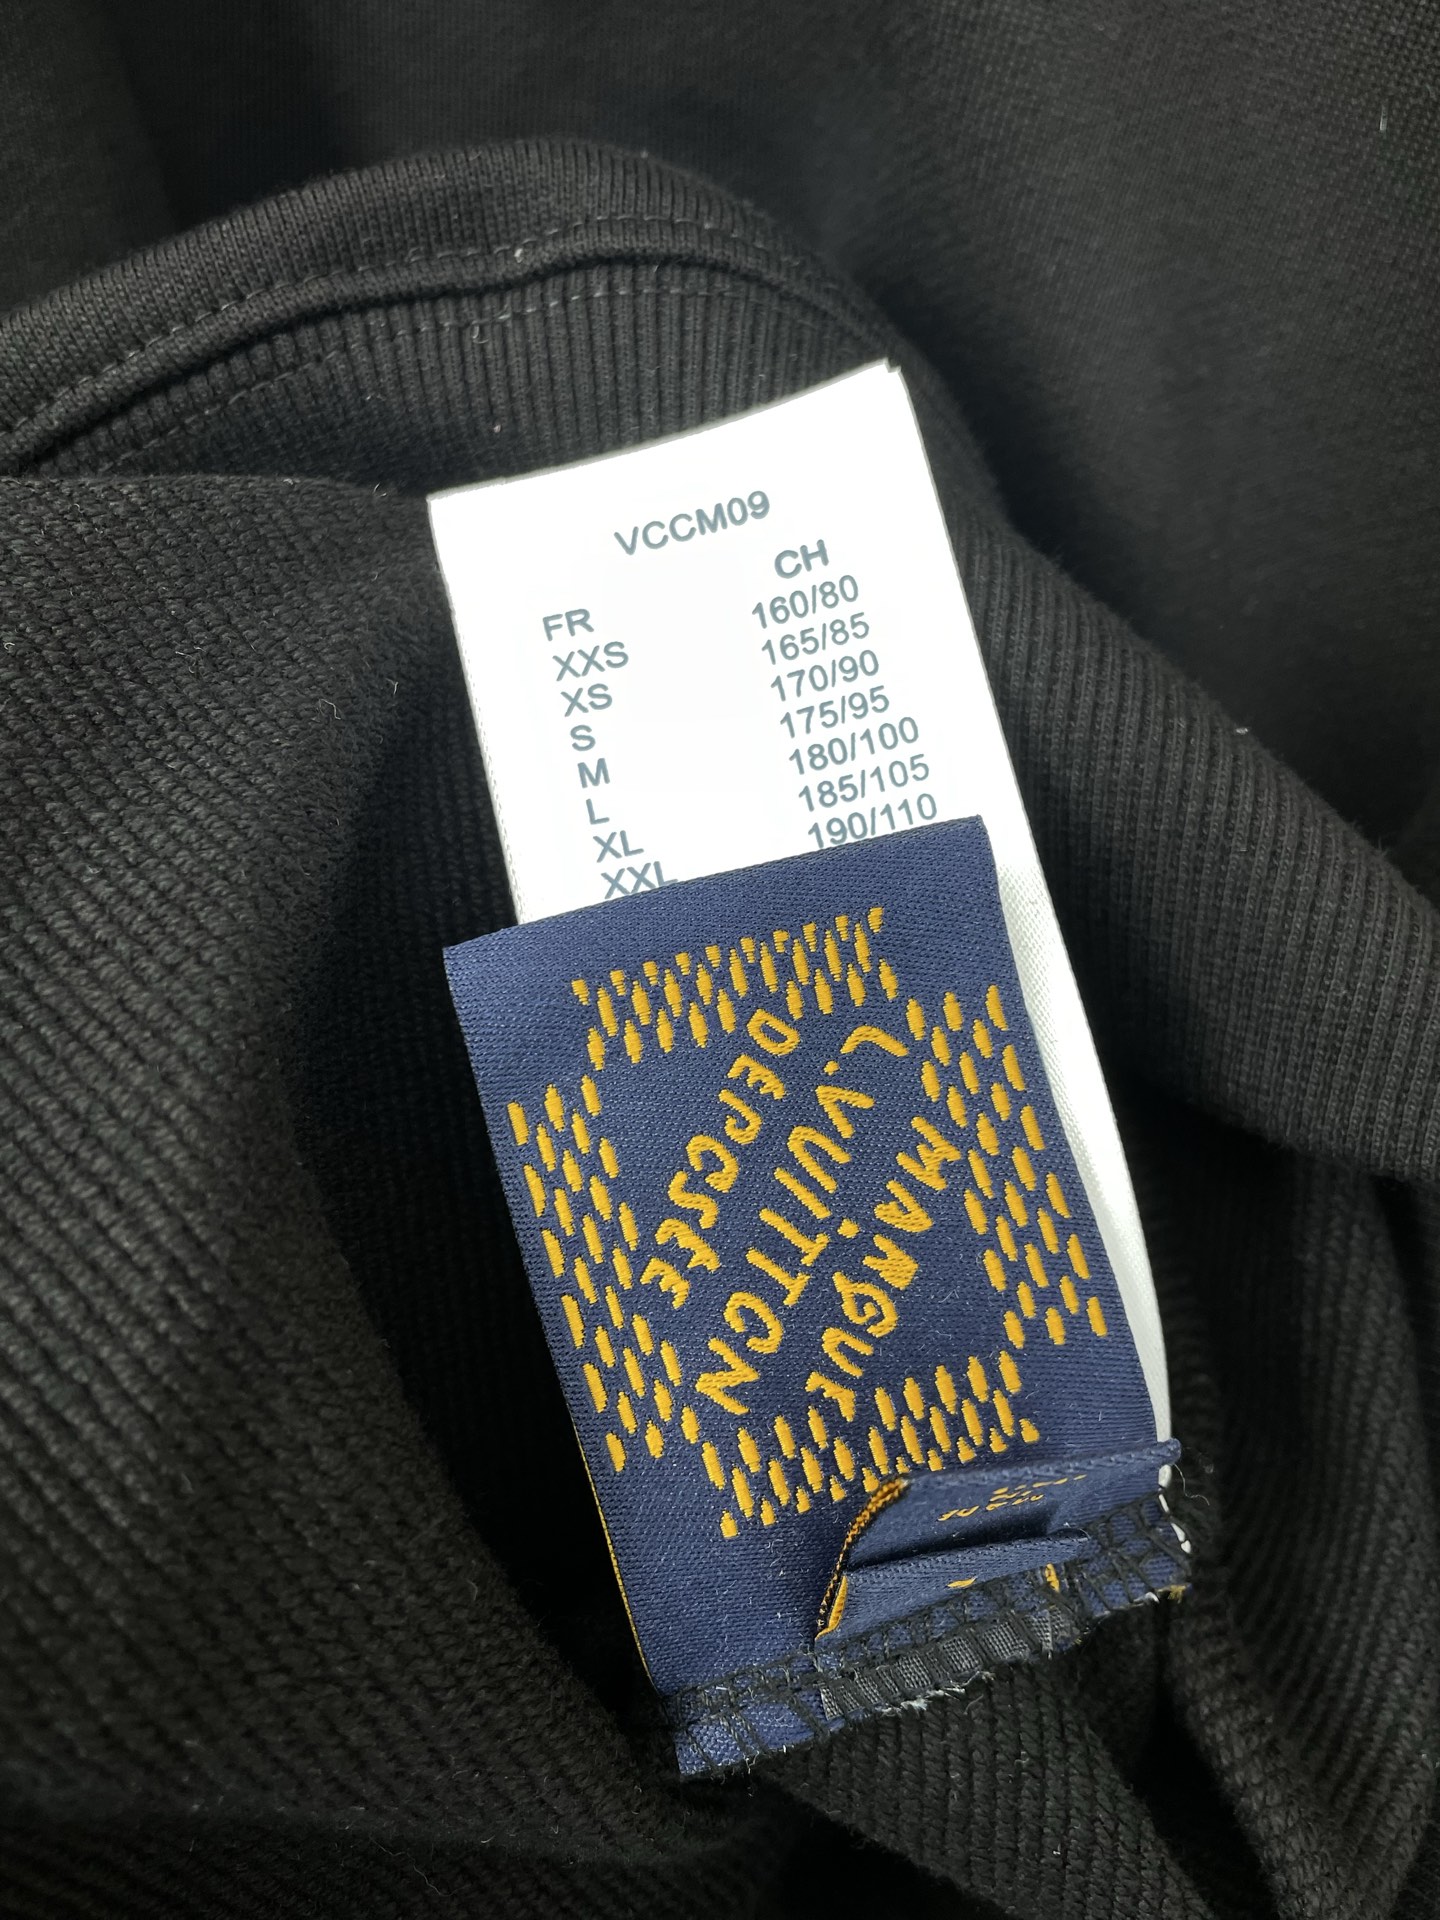 VCCM09
FR CH
XXS 160/80
XS 165/85
S 170/90
M 175/95
L 180/100
XL 185/105
XXL 190/110
MARQUE
L.VUITTON
DEPOSEE